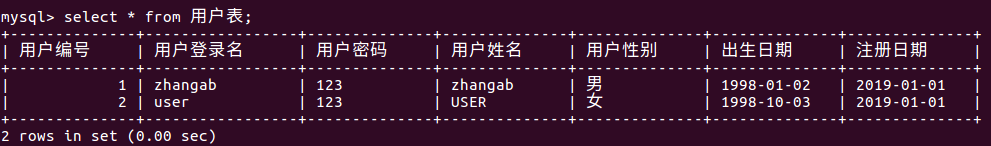 mysql> select * from 用户表;
+--------------+-----------------+--------------+--------------+--------------+--------------+--------------+
| 用户编号 | 用户登录名 | 用户密码 | 用户姓名 | 用户性别 | 出生日期 | 注册日期 |
+--------------+-----------------+--------------+--------------+--------------+--------------+--------------+
| 1 | zhangab | 123 | zhangab | 男 | 1998-01-02 | 2019-01-01 |
| 2 | user | 123 | USER | 女 | 1998-10-03 | 2019-01-01 |
+--------------+-----------------+--------------+--------------+--------------+--------------+--------------+
2 rows in set (0.00 sec)